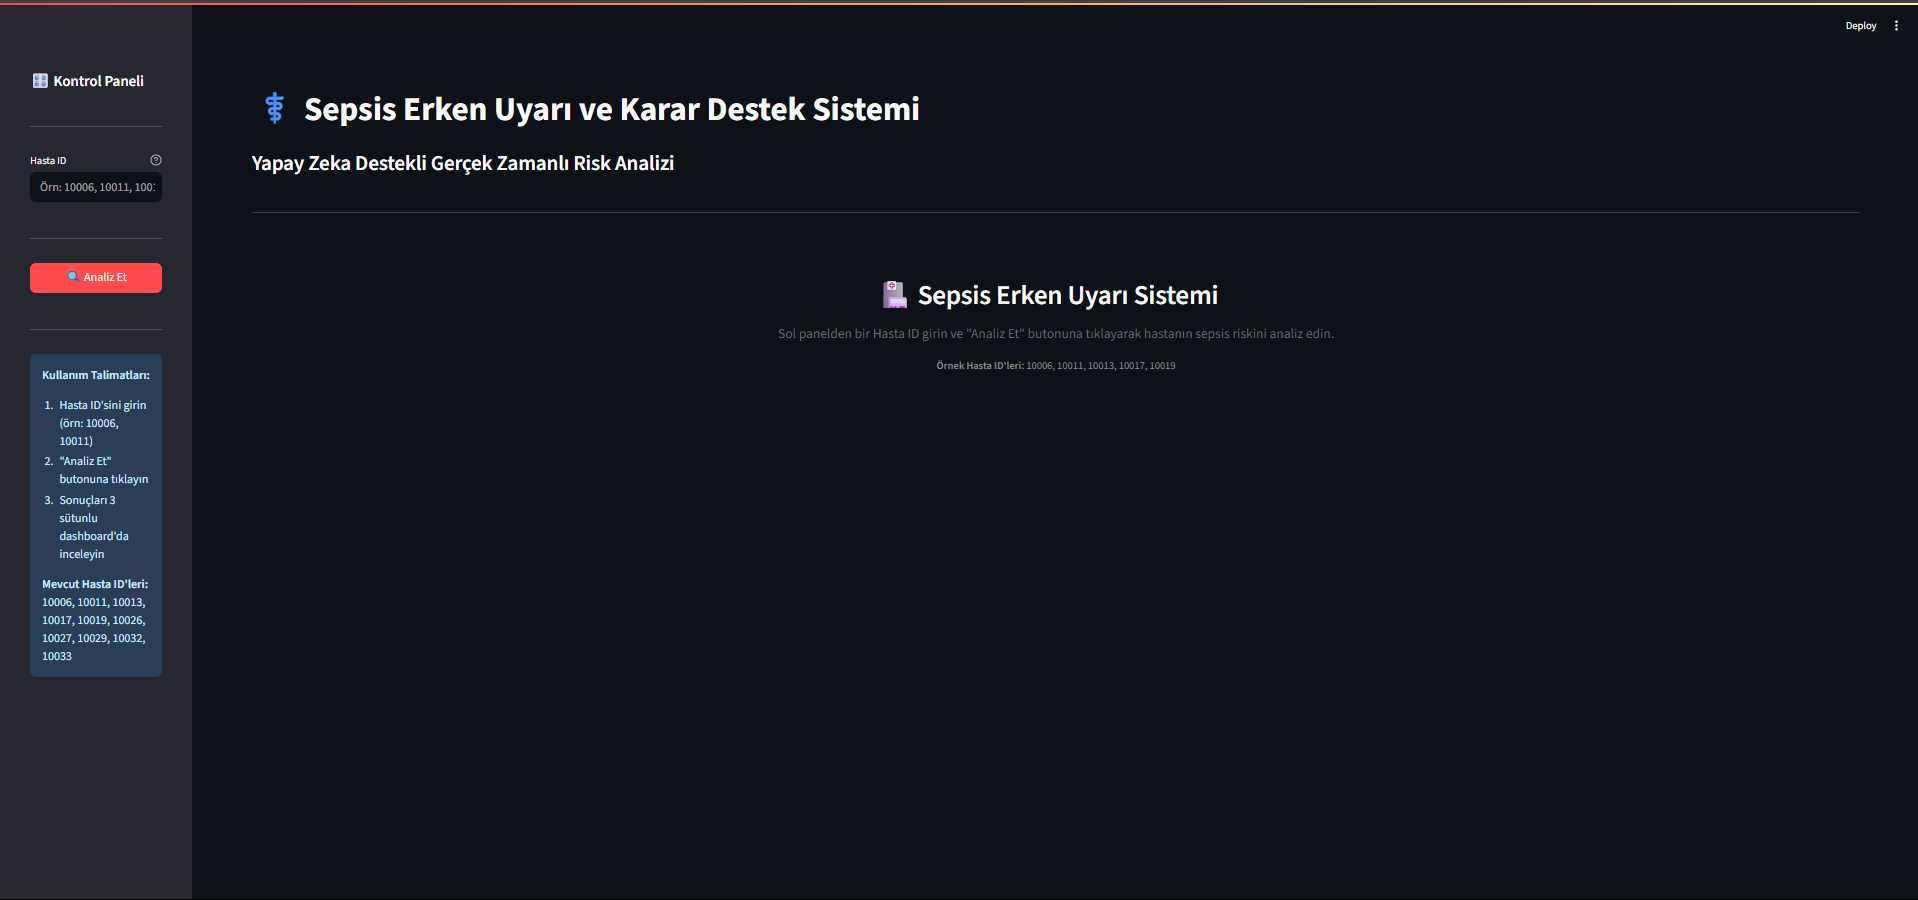 Deploy
Kontrol Paneli
Hasta ID
Örn: 10006, 10011, 100
Analiz Et
Kullanım Talimatları:
1. Hasta ID'sini girin
(örn: 10006,
10011)
2. "Analiz Et"
butonuna tıklayın
3. Sonuçları 3
sütunlu
dashboard'da
inceleyin
Mevcut Hasta ID'leri:
10006, 10011, 10013,
10017, 10019, 10026,
10027, 10029, 10032,
10033
Sepsis Erken Uyarı ve Karar Destek Sistemi
Yapay Zeka Destekli Gerçek Zamanlı Risk Analizi
Sepsis Erken Uyarı Sistemi
Sol panelden bir Hasta ID girin ve "Analiz Et" butonuna tıklayarak hastanın sepsis riskini analiz edin.
Örnek Hasta ID'leri: 10006, 10011, 10013, 10017, 10019